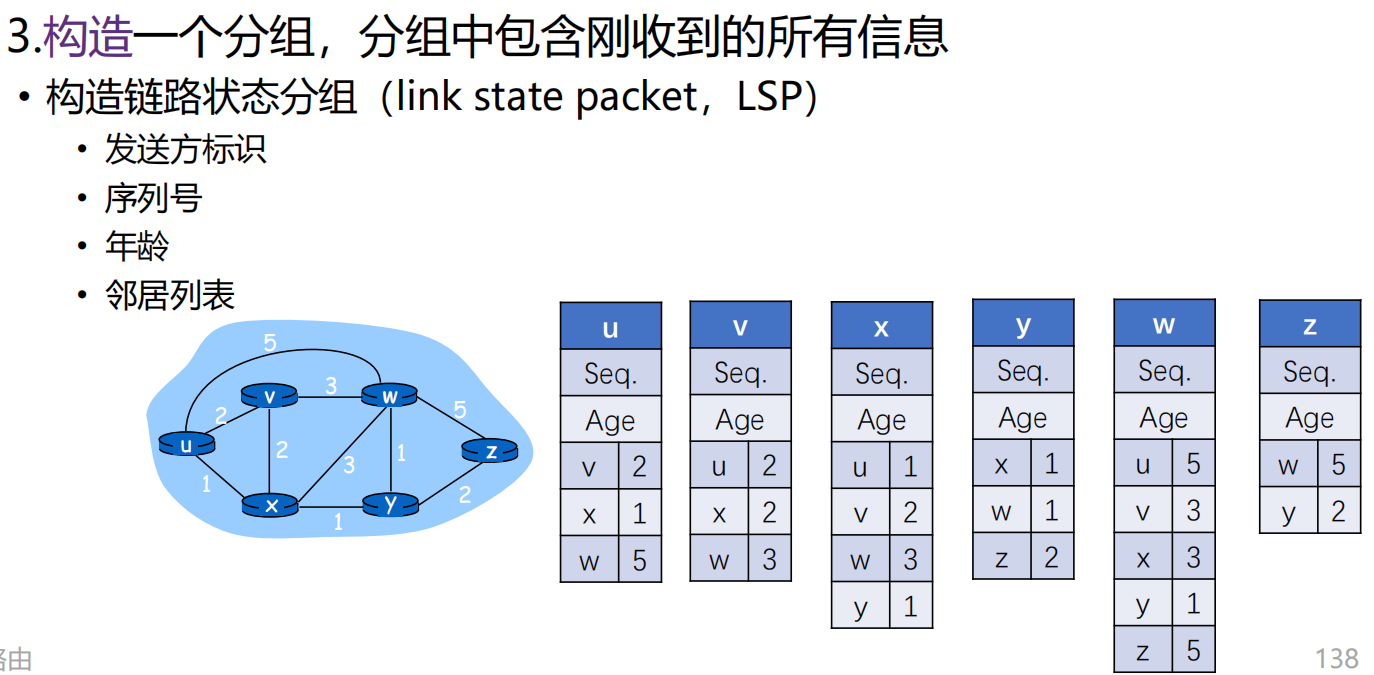 3.构造一个分组，分组中包含刚收到的所有信息
• 构造链路状态分组（link state packet，LSP）
• 发送方标识
• 序列号
• 年龄
• 邻居列表
5
v 3 w
2 5
u 2 z
3 1
1 2
x y
1
u
Seq.
Age
v 2
x 1
w 5
v
Seq.
Age
u 2
x 2
w 3
x
Seq.
Age
u 1
v 2
w 3
y 1
y
Seq.
Age
x 1
w 1
z 2
w
Seq.
Age
u 5
v 3
x 3
y 1
z 5
z
Seq.
Age
w 5
y 2
路由
138